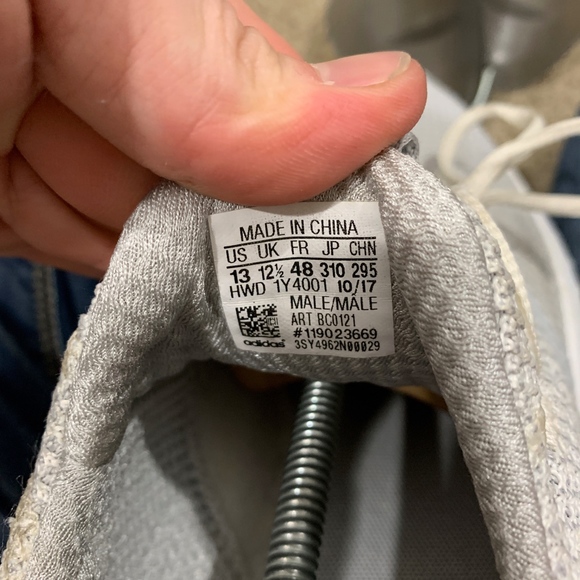 MADE IN CHINA
US UK FR JP CHN
13 12½ 48 310 295
HWD 1Y4001 10/17
MALE/MÂLE
ART BC0121
#119023669
adidas 3SY4962N00029